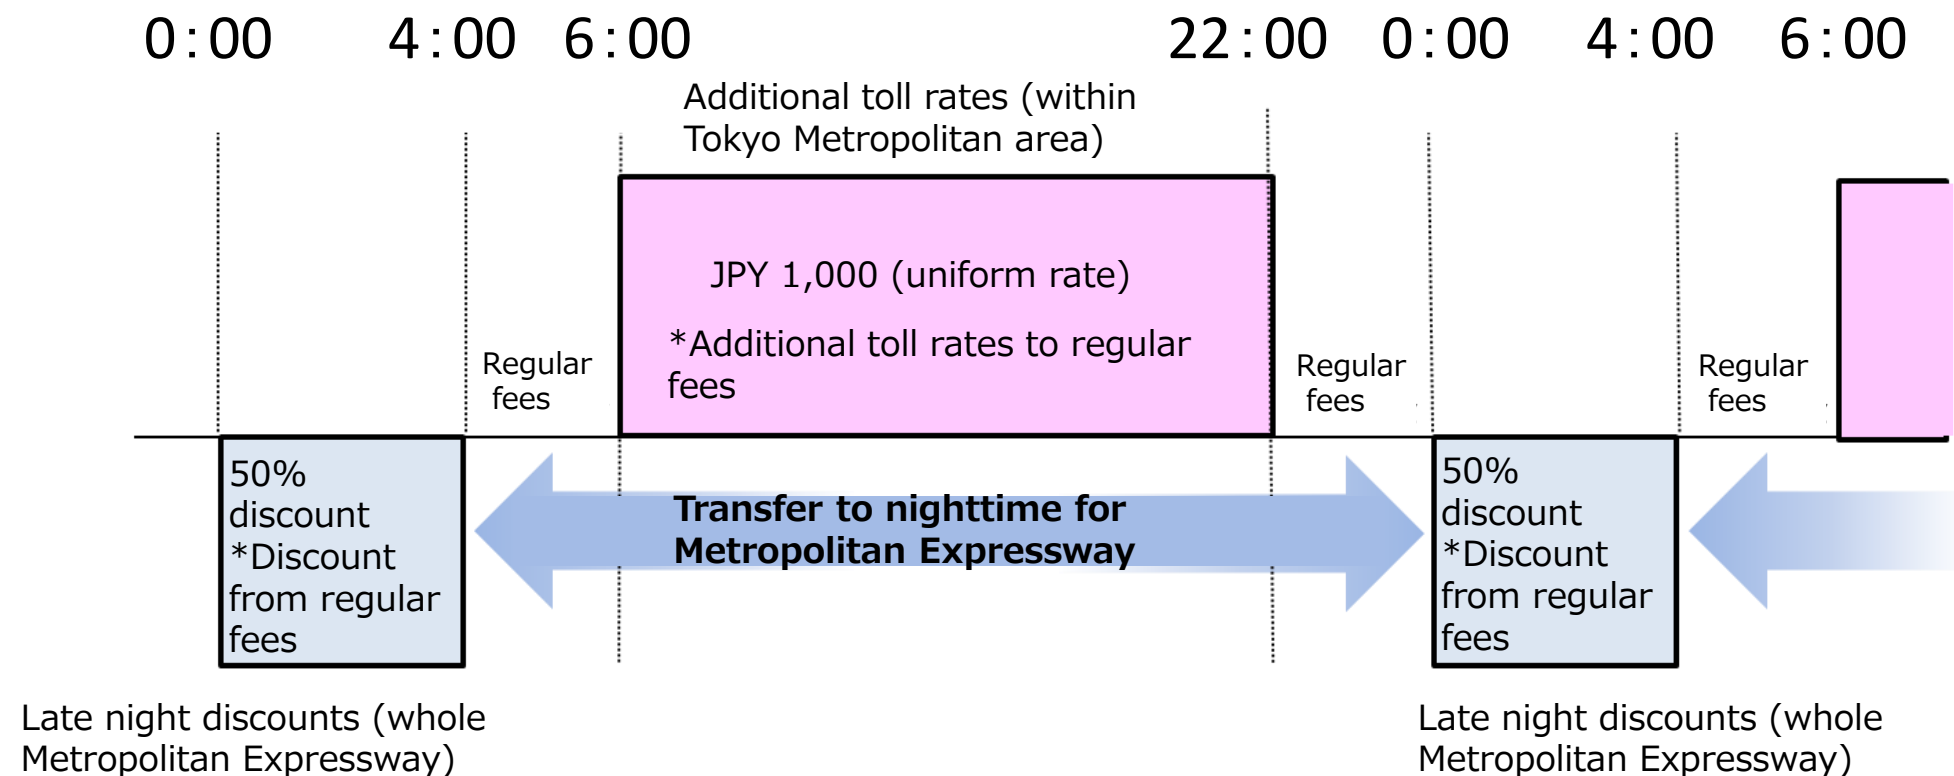 0:00 4:00 6:00 22:00 0:00 4:00 6:00
Additional toll rates (within
Tokyo Metropolitan area)
JPY 1,000 (uniform rate)
*Additional toll rates to regular
fees
Regular
fees
Regular
fees
Regular
fees
50%
discount
*Discount
from regular
fees
Transfer to nighttime for
Metropolitan Expressway
50%
discount
*Discount
from regular
fees
Late night discounts (whole
Metropolitan Expressway)
Late night discounts (whole
Metropolitan Expressway)